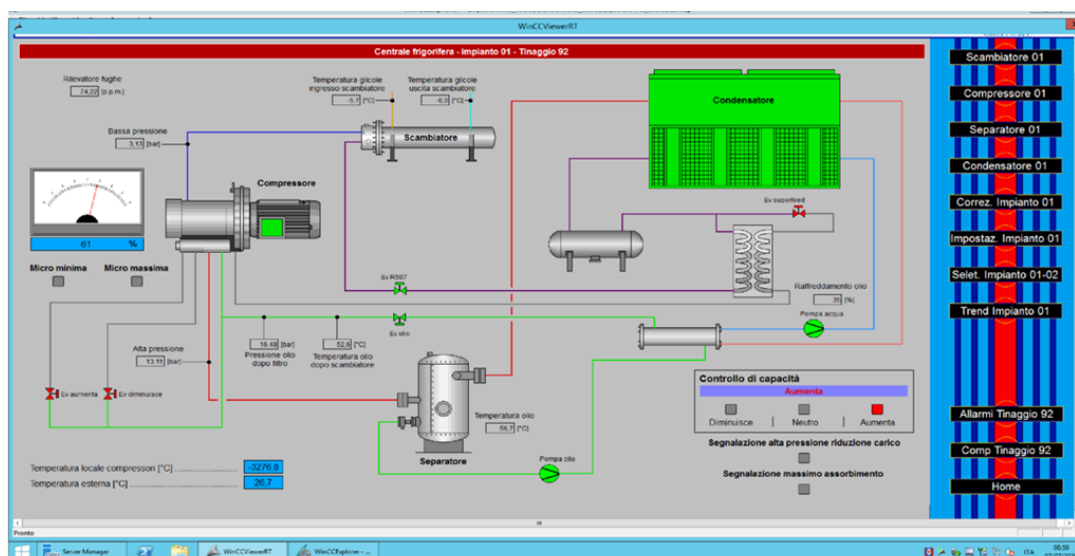 WinCCViewerRT
Centrale frigorifera - Impianto 01 - Tinaggio 92
Rilevatore fughe
74,22 [p.p.m.]
Temperatura glicole
ingresso scambiatore
-5,7 [°C]
Temperatura glicole
uscita scambiatore
-6,9 [°C]
Bassa pressione
3,13 [bar]
Scambiatore
Condensatore
Compressore
61 %
Micro minima
Micro massima
Ev superfeed
Ev R507
Raffreddamento olio
35 [%]
Pompa acqua
Ev olio
16,48 [bar]
Pressione olio
dopo filtro
52,6 [°C]
Temperatura olio
dopo scambiatore
Alta pressione
13,11 [bar]
Ev aumenta
Ev diminuisce
Temperatura olio
56,7 [°C]
Separatore
Pompa olio
Controllo di capacità
Aumenta
Diminuisce | Neutro | Aumenta
Segnalazione alta pressione riduzione carico
Segnalazione massimo assorbimento
Temperatura locale compressori [°C] -3276,8
Temperatura esterna [°C] 26,7
Scambiatore 01
Compressore 01
Separatore 01
Condensatore 01
Correz. Impianto 01
Impostaz. Impianto 01
Selet. Impianto 01-02
Trend Impianto 01
Allarmi Tinaggio 92
Comp Tinaggio 92
Home
Pronto
Server Manager
WinCCViewerRT
WinCCExplorer - ...
ITA
08:59